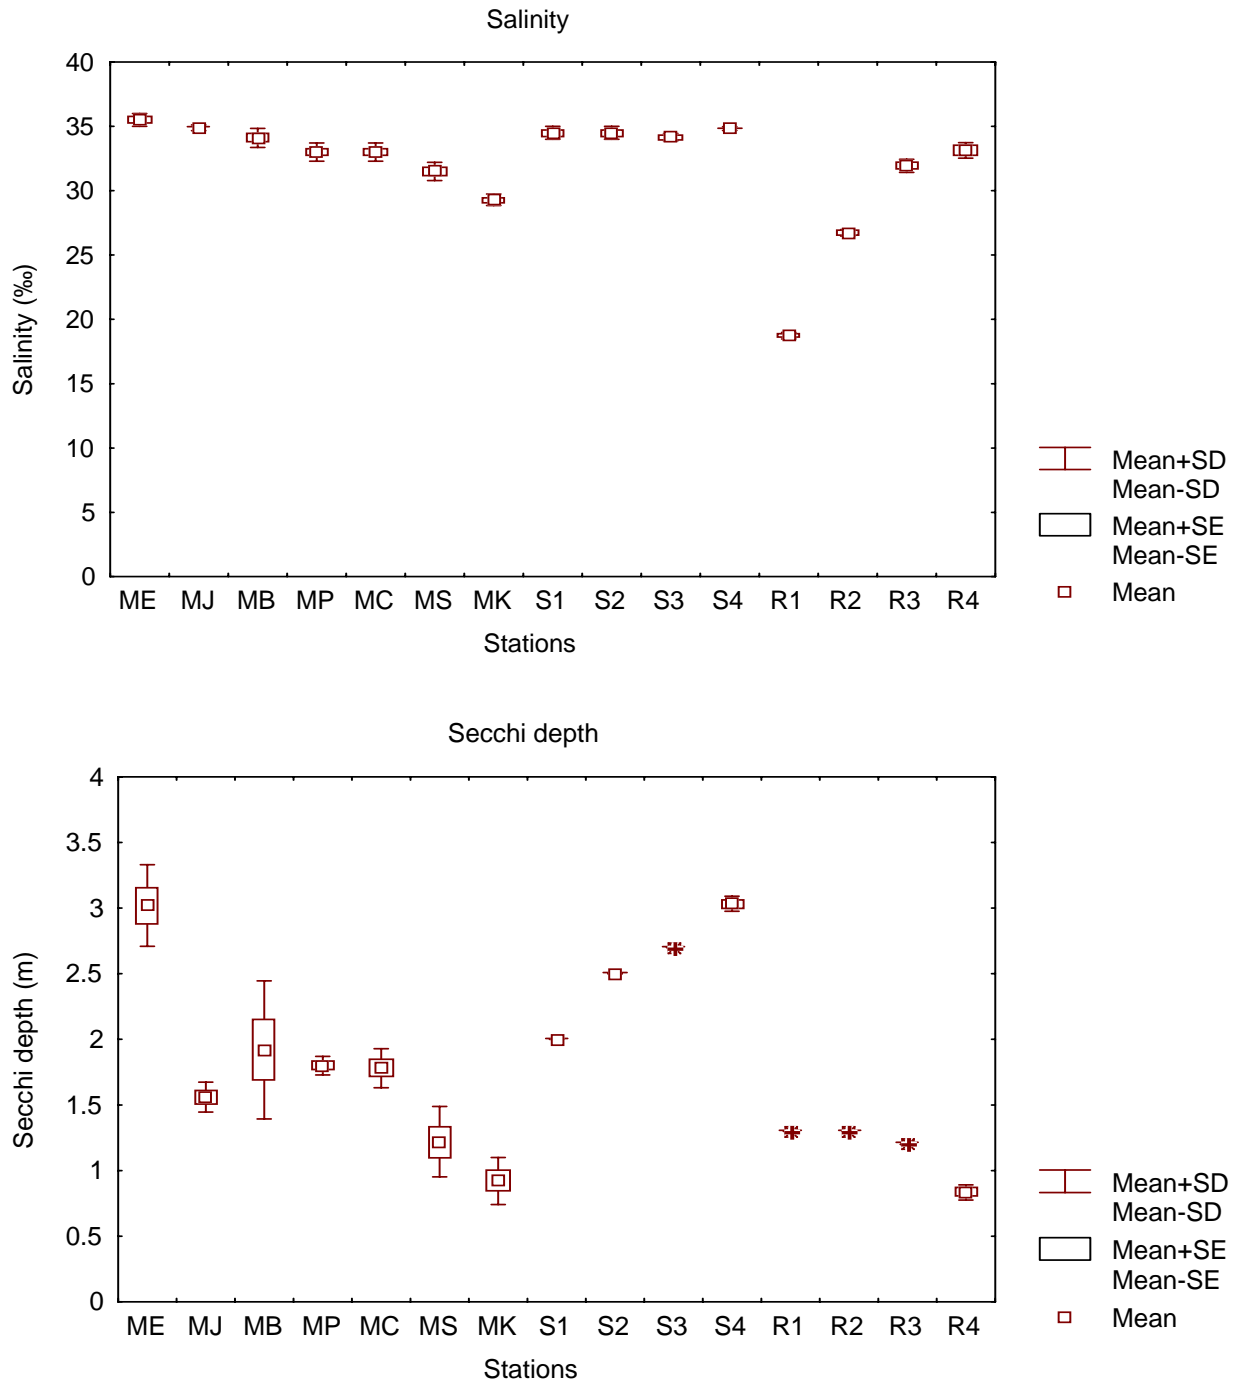 Salinity
40
35
30
25
20
15
10
5
0
Salinity (‰)
ME MJ MB MP MC MS MK S1 S2 S3 S4 R1 R2 R3 R4
Stations
Mean+SD
Mean-SD
Mean+SE
Mean-SE
Mean
Secchi depth
4
3.5
3
2.5
2
1.5
1
0.5
0
Secchi depth (m)
ME MJ MB MP MC MS MK S1 S2 S3 S4 R1 R2 R3 R4
Stations
Mean+SD
Mean-SD
Mean+SE
Mean-SE
Mean